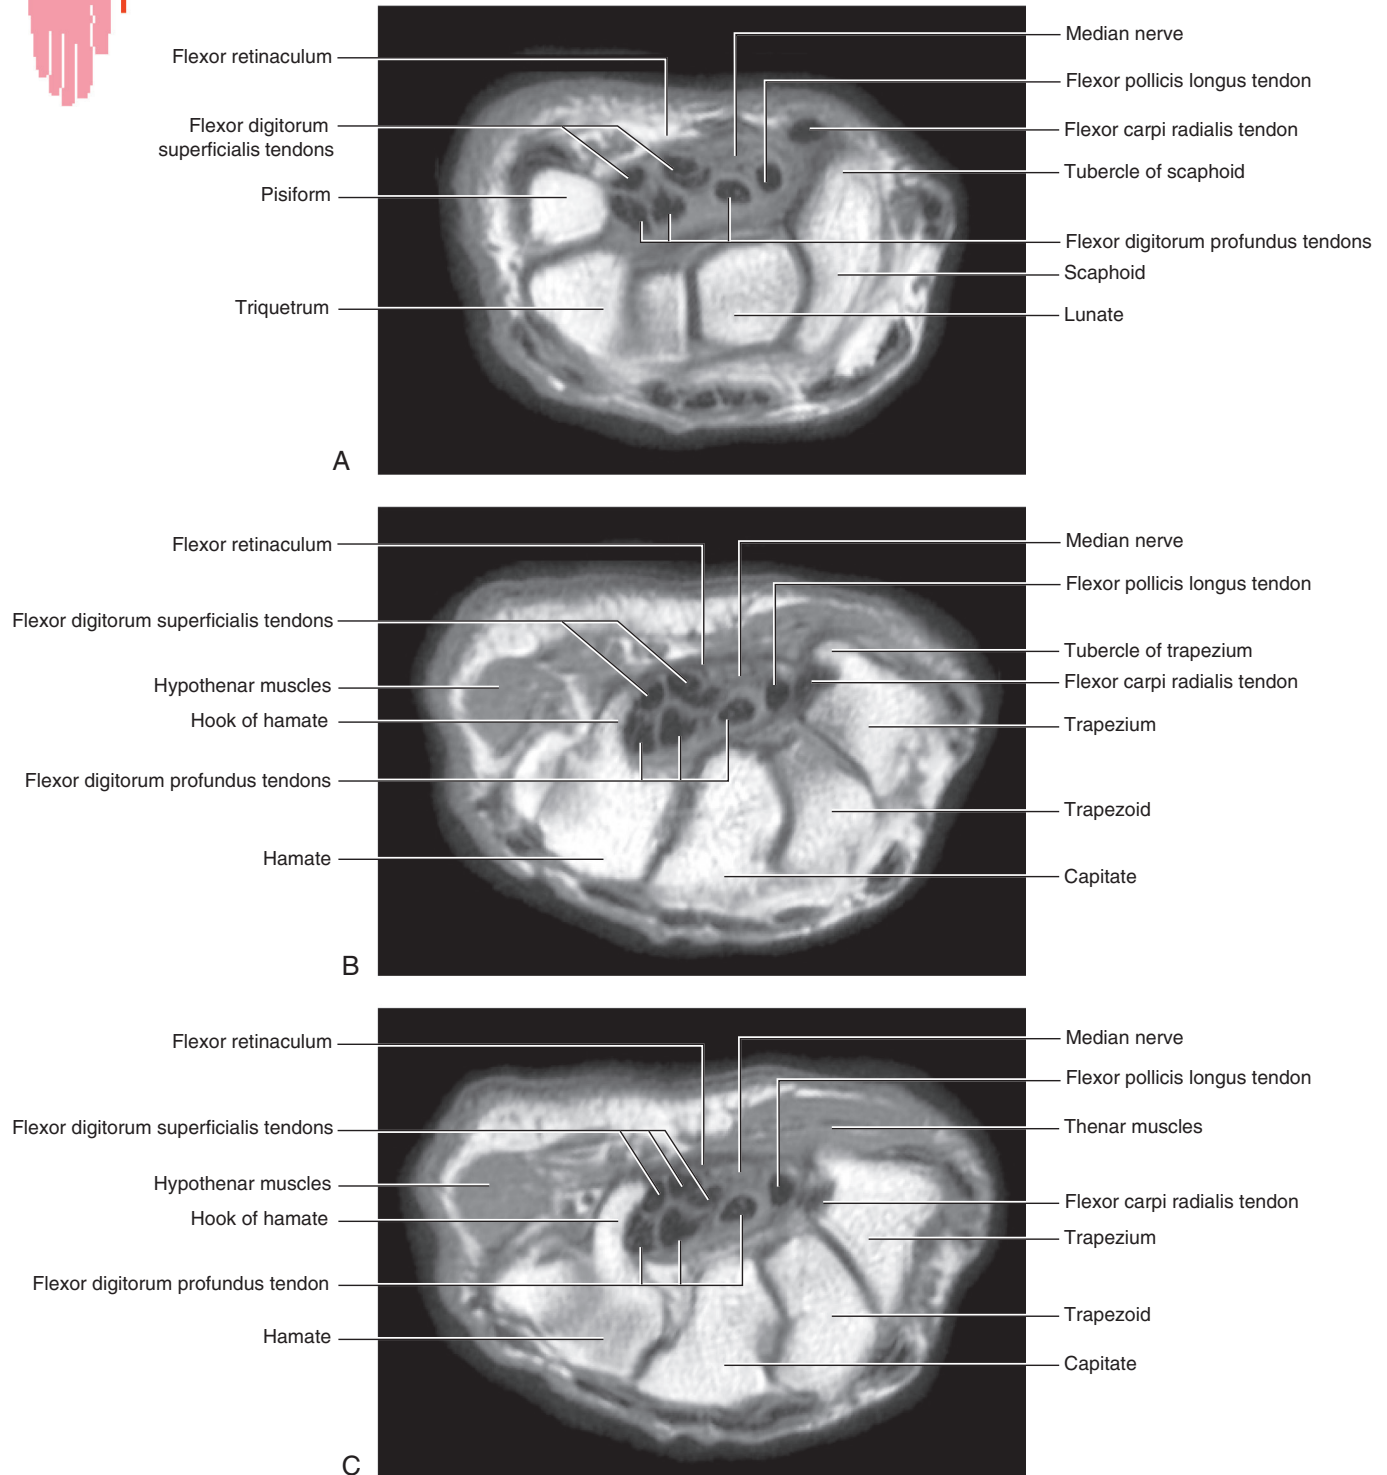 Flexor retinaculum
Flexor digitorum
superficialis tendons
Pisiform
Triquetrum
Median nerve
Flexor pollicis longus tendon
Flexor carpi radialis tendon
Tubercle of scaphoid
Flexor digitorum profundus tendons
Scaphoid
Lunate
A
Flexor retinaculum
Flexor digitorum superficialis tendons
Hypothenar muscles
Hook of hamate
Flexor digitorum profundus tendons
Hamate
Median nerve
Flexor pollicis longus tendon
Tubercle of trapezium
Flexor carpi radialis tendon
Trapezium
Trapezoid
Capitate
B
Flexor retinaculum
Flexor digitorum superficialis tendons
Hypothenar muscles
Hook of hamate
Flexor digitorum profundus tendon
Hamate
Median nerve
Flexor pollicis longus tendon
Thenar muscles
Flexor carpi radialis tendon
Trapezium
Trapezoid
Capitate
C